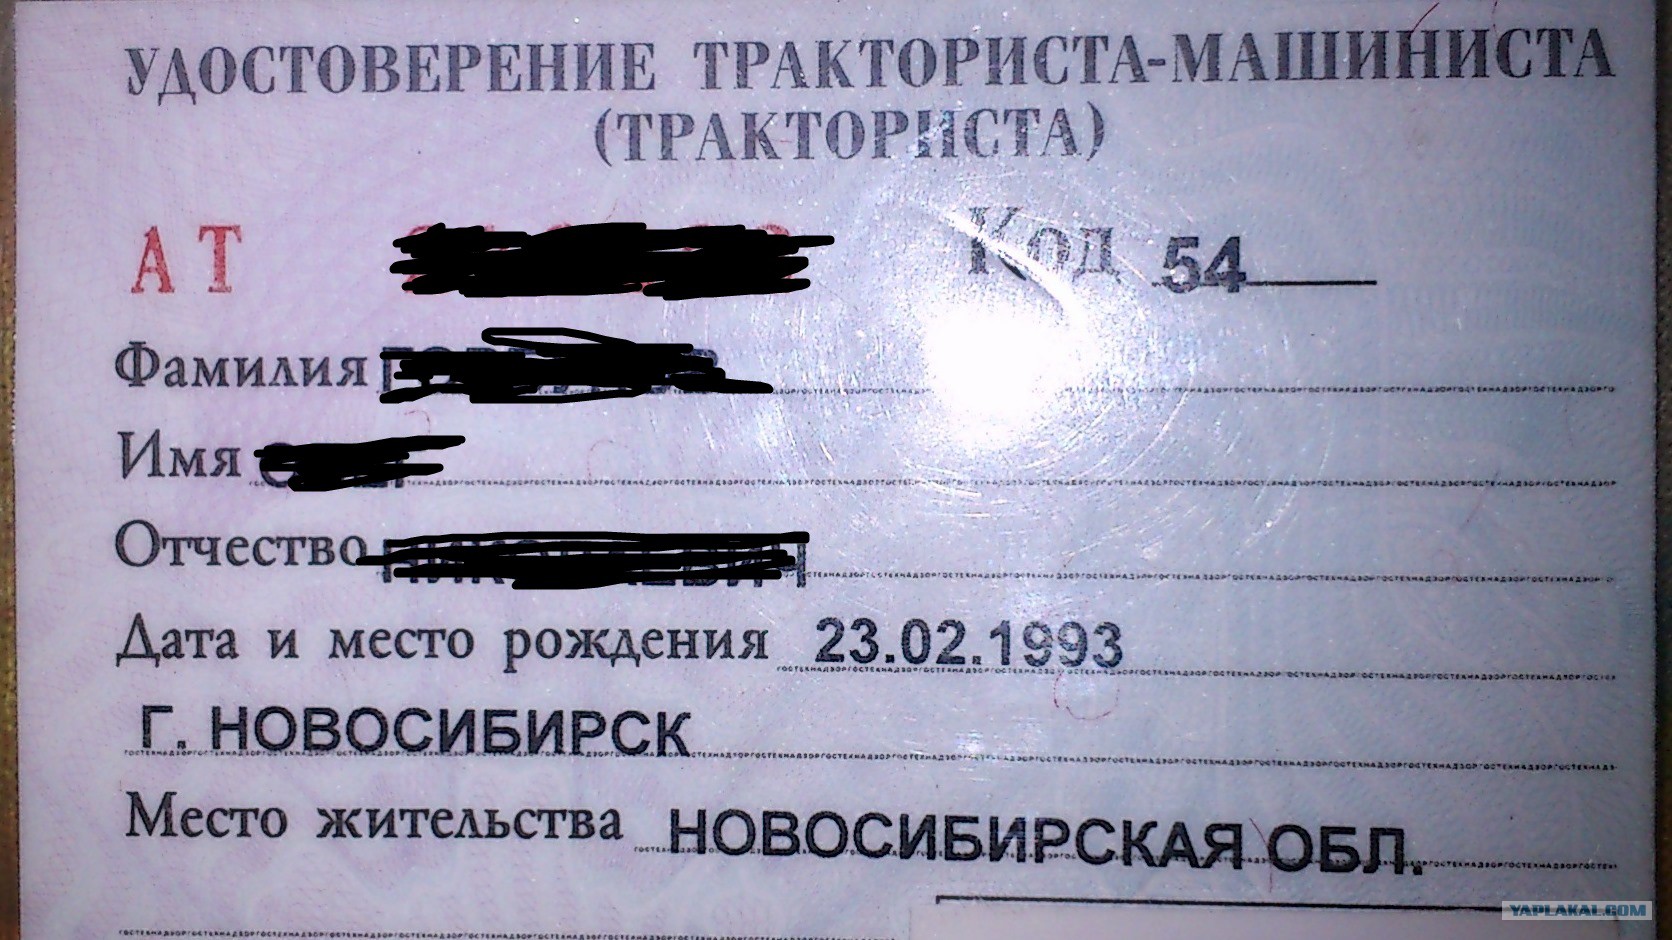 УДОСТОВЕРЕНИЕ ТРАКТОРИСТА-МАШИНИСТА
(ТРАКТОРИСТА)
АТ Код 54
Фамилия
Имя
Отчество
Дата и место рождения 23.02.1993
Г. НОВОСИБИРСК
Место жительства НОВОСИБИРСКАЯ ОБЛ.
YAPLAKAL.COM